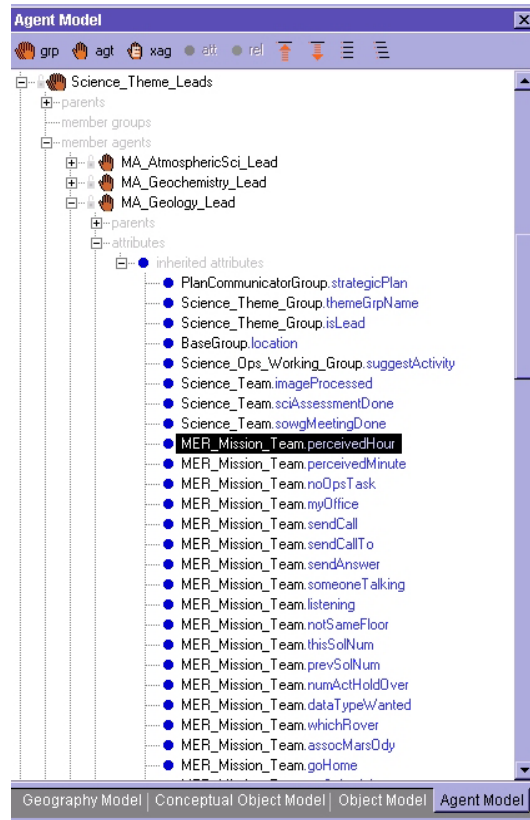 Agent Model
grp agt xag att rel
Science_Theme_Leads
parents
member groups
member agents
MA_AtmosphericSci_Lead
MA_Geochemistry_Lead
MA_Geology_Lead
parents
attributes
inherited attributes
PlanCommunicatorGroup.strategicPlan
Science_Theme_Group.themeGrpName
Science_Theme_Group.isLead
BaseGroup.location
Science_Ops_Working_Group.suggestActivity
Science_Team.imageProcessed
Science_Team.sciAssessmentDone
Science_Team.sowgMeetingDone
MER_Mission_Team.perceivedHour
MER_Mission_Team.perceivedMinute
MER_Mission_Team.noOpsTask
MER_Mission_Team.myOffice
MER_Mission_Team.sendCall
MER_Mission_Team.sendCallTo
MER_Mission_Team.sendAnswer
MER_Mission_Team.someoneTalking
MER_Mission_Team.listening
MER_Mission_Team.notSameFloor
MER_Mission_Team.thisSolNum
MER_Mission_Team.prevSolNum
MER_Mission_Team.numActHoldOver
MER_Mission_Team.dataTypeWanted
MER_Mission_Team.whichRover
MER_Mission_Team.assocMarsOdy
MER_Mission_Team.goHome
Geography Model Conceptual Object Model Object Model Agent Model